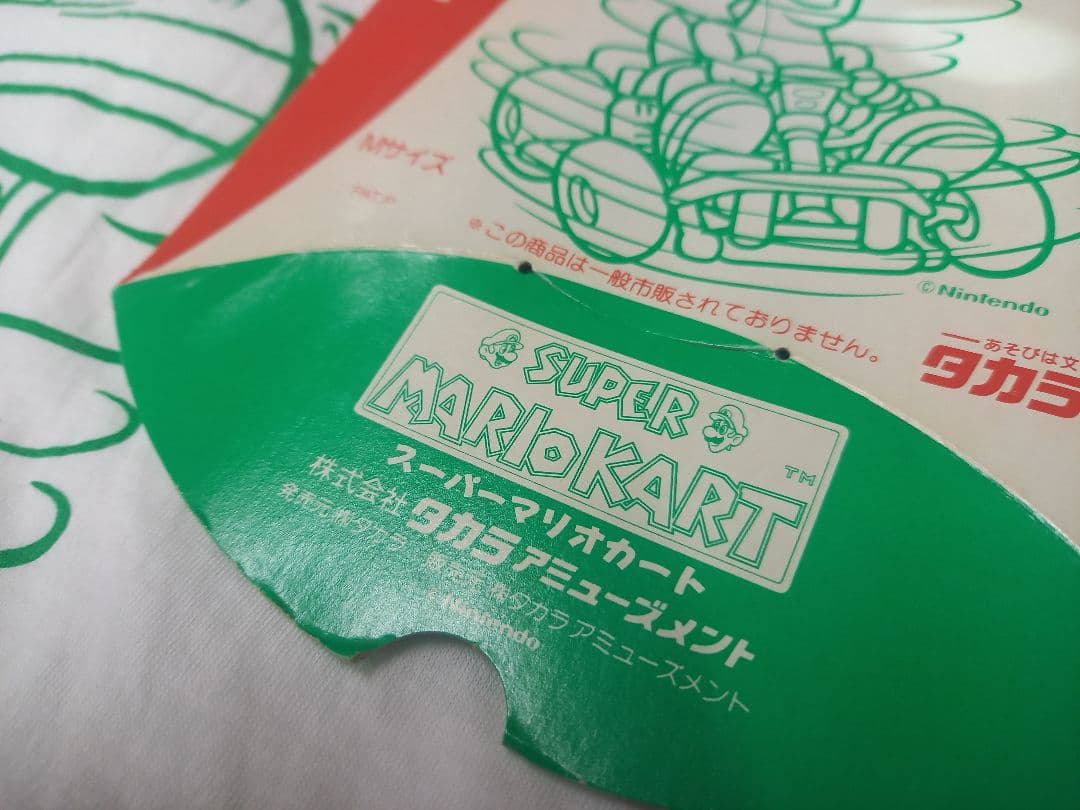 Mサイズ
PAT.P
※この商品は一般市販されておりません。
©Nintendo
あそびは文
タカラ
SUPER
MARIO KART
TM
スーパーマリオカート
株式会社タカラアミューズメント
発売元 ㈱タカラ 販売元 ㈱タカラアミューズメント
© Nintendo